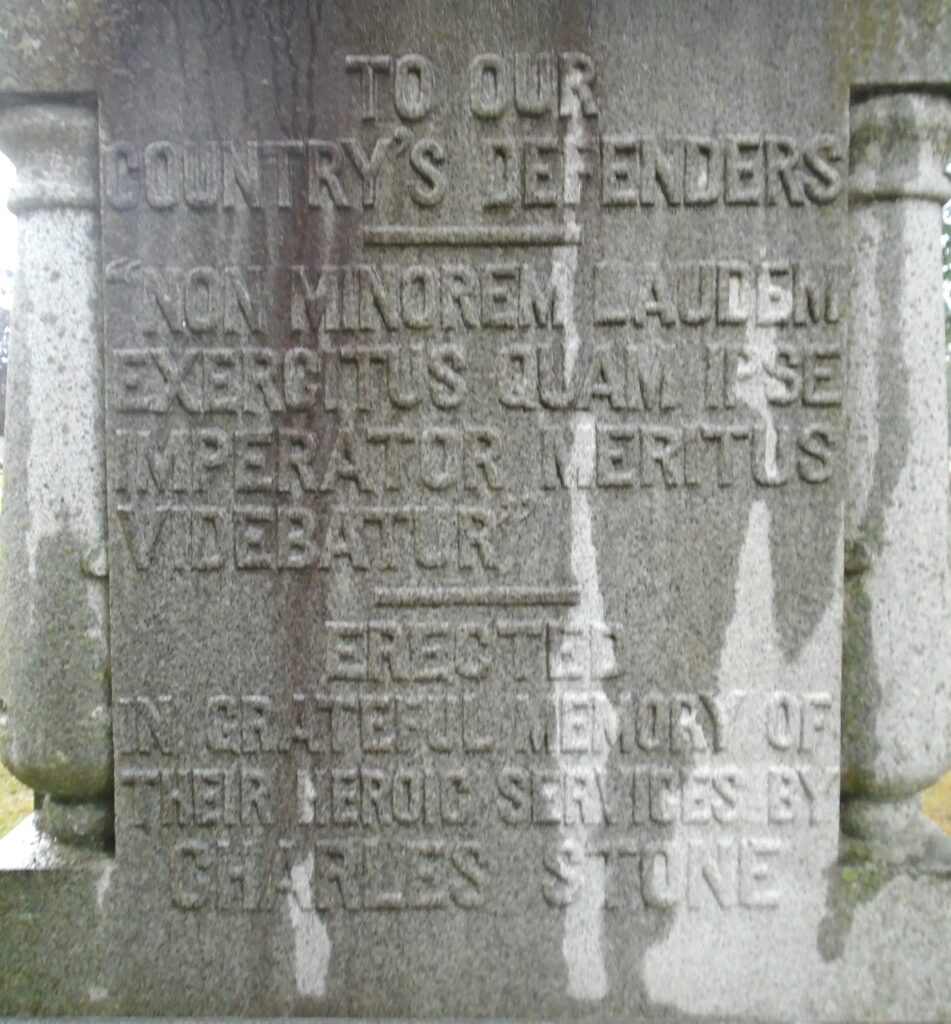 TO OUR
COUNTRY'S DEFENDERS
"NON MINOREM LAUDEM
EXERCITUS QUAM IPSE
IMPERATOR MERITUS
VIDEBATUR"
ERECTED
IN GRATEFUL MEMORY OF
THEIR HEROIC SERVICES BY
CHARLES STONE